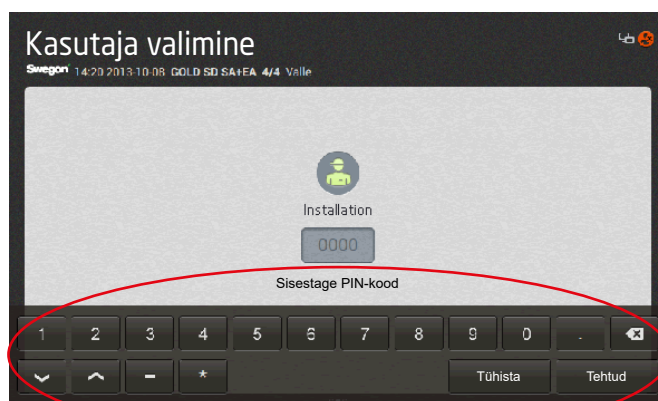 Kasutaja valimine
Swegon 14:20 2013-10-08 GOLD SD SA+EA 4/4 Valle
Installation
0000
Sisestage PIN-kood
1 2 3 4 5 6 7 8 9 0 .
- *
Tühista Tehtud